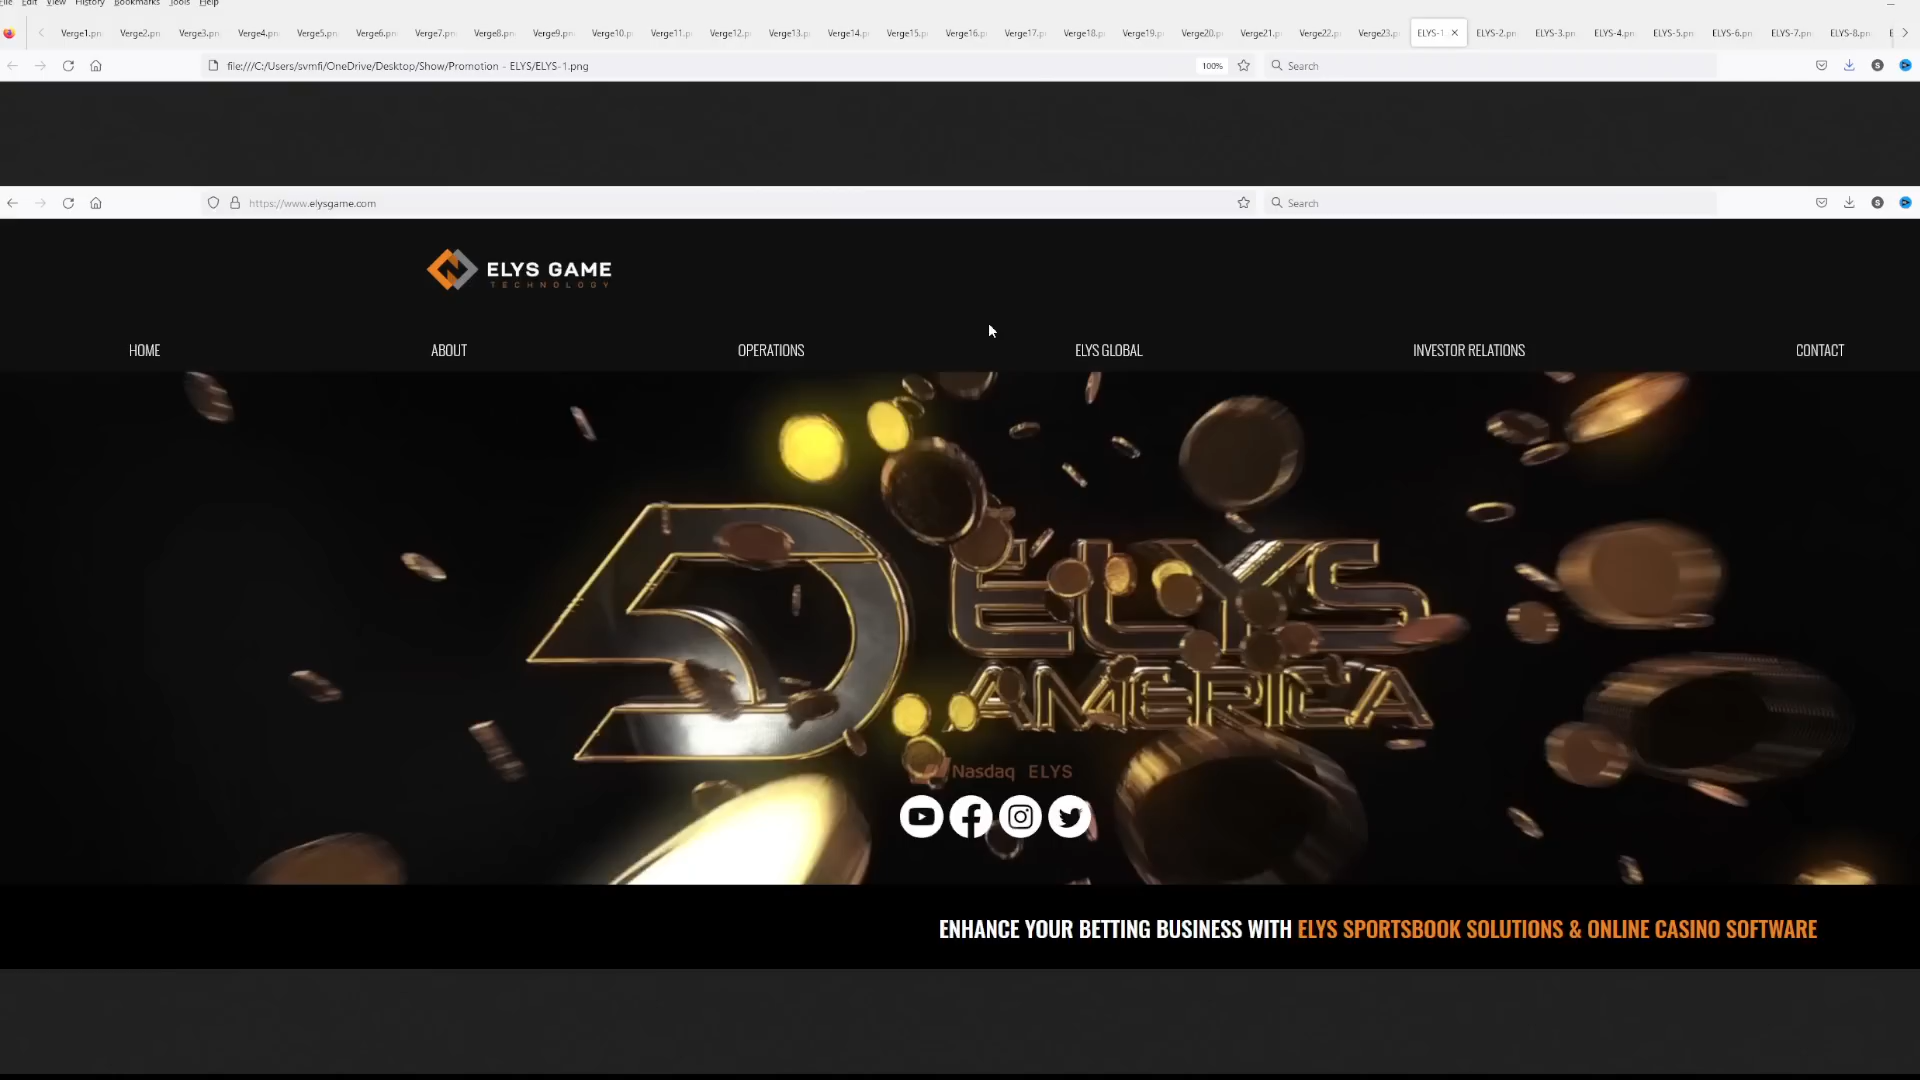 File Edit View History Bookmarks Tools Help
Verge1.pn Verge2.pn Verge3.pn Verge4.pn Verge5.pn Verge6.pn Verge7.pn Verge8.pn Verge9.pn Verge10.p Verge11.p Verge12.p Verge13.p Verge14.p Verge15.p Verge16.p Verge17.p Verge18.p Verge19.p Verge20.p Verge21.p Verge22.p Verge23.p ELYS-1. ELYS-2.pn ELYS-3.pn ELYS-4.pn ELYS-5.pn ELYS-6.pn ELYS-7.pn ELYS-8.pn E
file:///C:/Users/svmfi/OneDrive/Desktop/Show/Promotion - ELYS/ELYS-1.png 100% Search S
https://www.elysgame.com Search S
ELYS GAME
TECHNOLOGY
HOME ABOUT OPERATIONS ELYS GLOBAL INVESTOR RELATIONS CONTACT
ELYS
AMERICA
Nasdaq ELYS
ENHANCE YOUR BETTING BUSINESS WITH ELYS SPORTSBOOK SOLUTIONS & ONLINE CASINO SOFTWARE